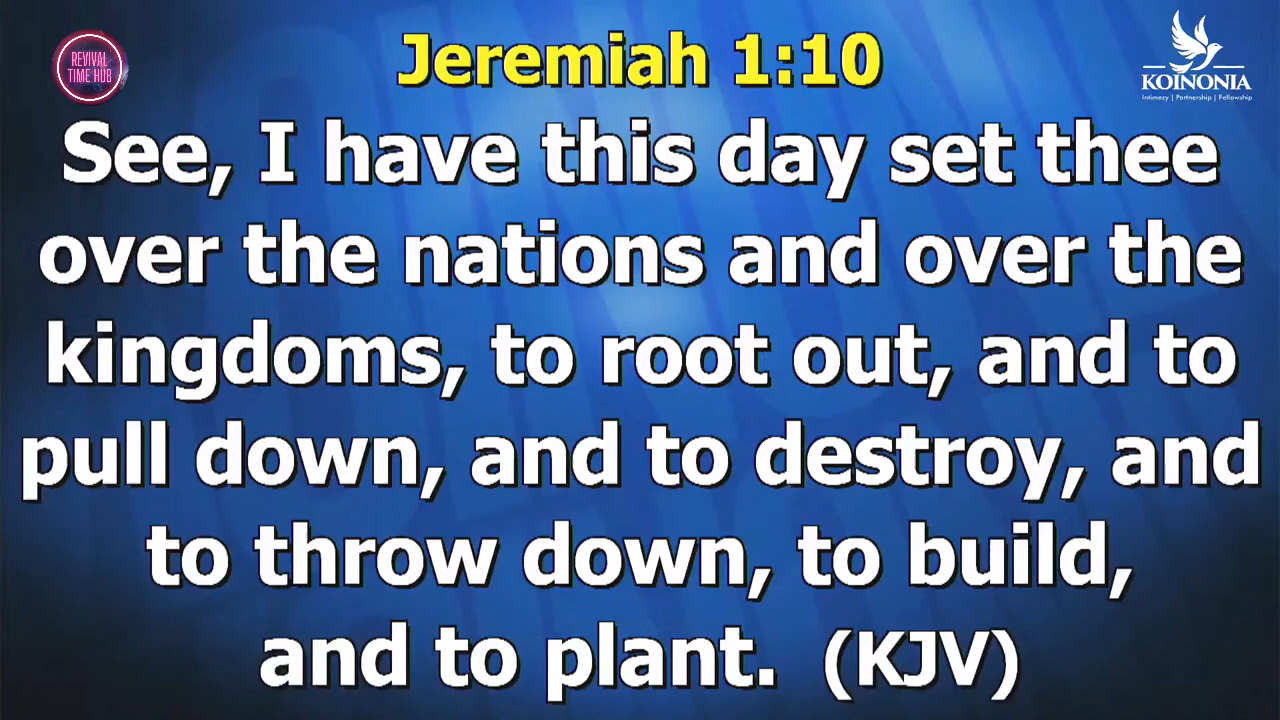 REVIVAL
TIME HUB
Jeremiah 1:10
KOINONIA
Intimacy | Partnership | Fellowship
See, I have this day set thee
over the nations and over the
kingdoms, to root out, and to
pull down, and to destroy, and
to throw down, to build,
and to plant. (KJV)